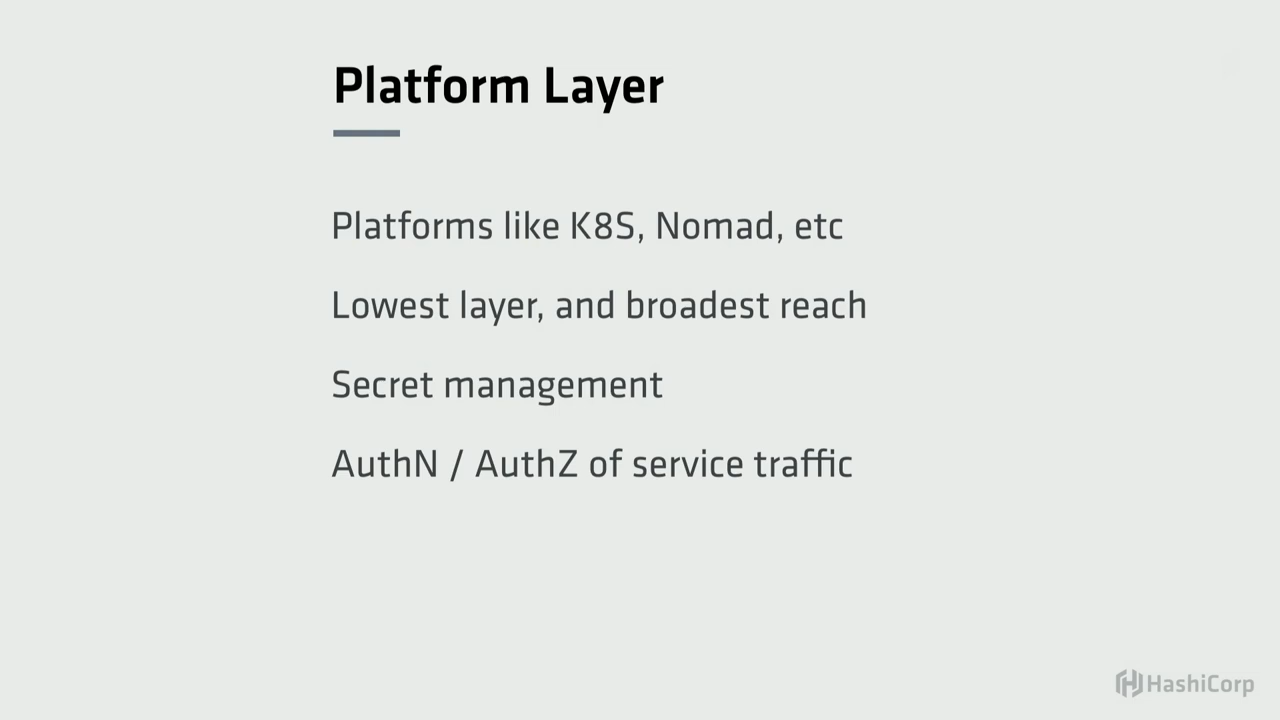 Platform Layer
Platforms like K8S, Nomad, etc
Lowest layer, and broadest reach
Secret management
AuthN / AuthZ of service traffic
HashiCorp